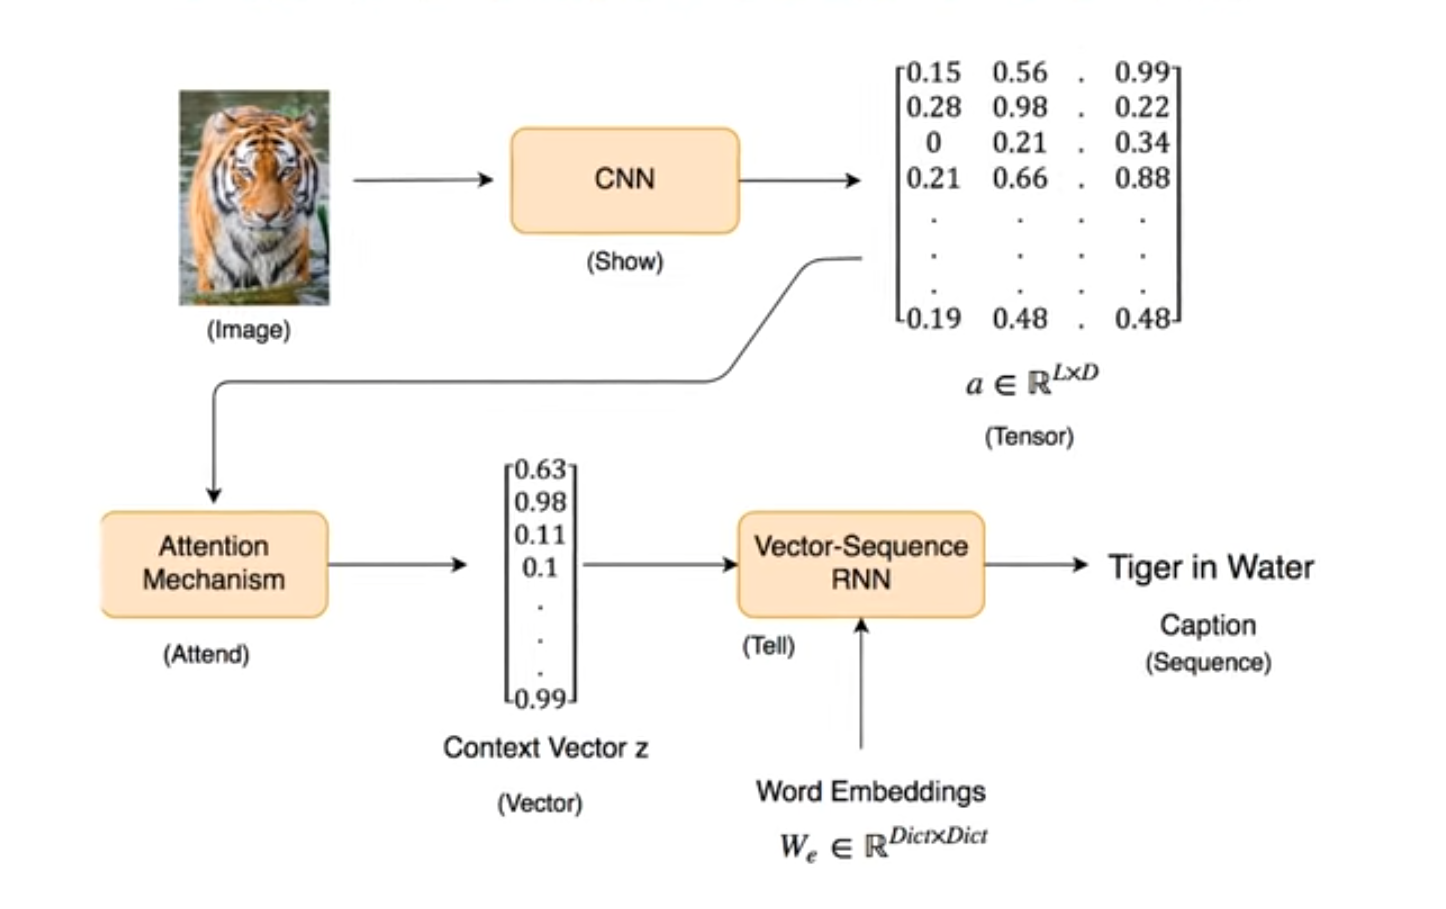 (Image)
CNN
(Show)
0.15 0.56 . 0.99
0.28 0.98 . 0.22
0 0.21 . 0.34
0.21 0.66 . 0.88
. . . .
. . . .
. . . .
0.19 0.48 . 0.48
a ∈ ℝ^{L×D}
(Tensor)
Attention
Mechanism
(Attend)
0.63
0.98
0.11
0.1
.
.
.
0.99
Context Vector z
(Vector)
Vector-Sequence
RNN
(Tell)
Word Embeddings
W_e ∈ ℝ^{Dict×Dict}
Tiger in Water
Caption
(Sequence)